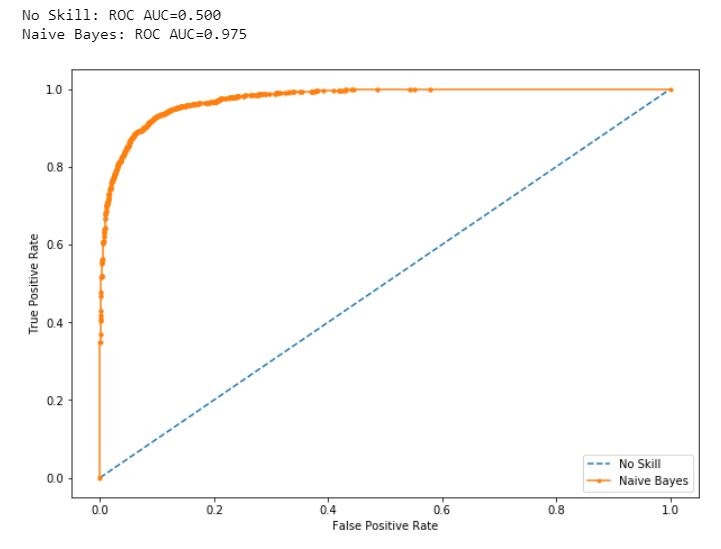 No Skill: ROC AUC=0.500
Naive Bayes: ROC AUC=0.975
1.0
0.8
0.6
0.4
0.2
0.0
True Positive Rate
0.0 0.2 0.4 0.6 0.8 1.0
False Positive Rate
No Skill
Naive Bayes